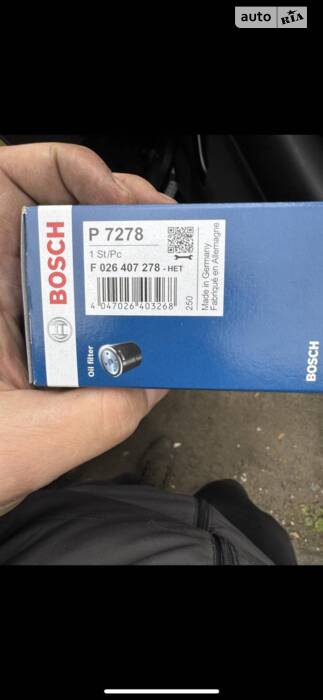 auto RIA
BOSCH
P 7278
1 St/Pc
F 026 407 278 - HET
4 047026 403268
250
Made in Germany
Fabriqué en Allemagne
Oil filter
BOSCH